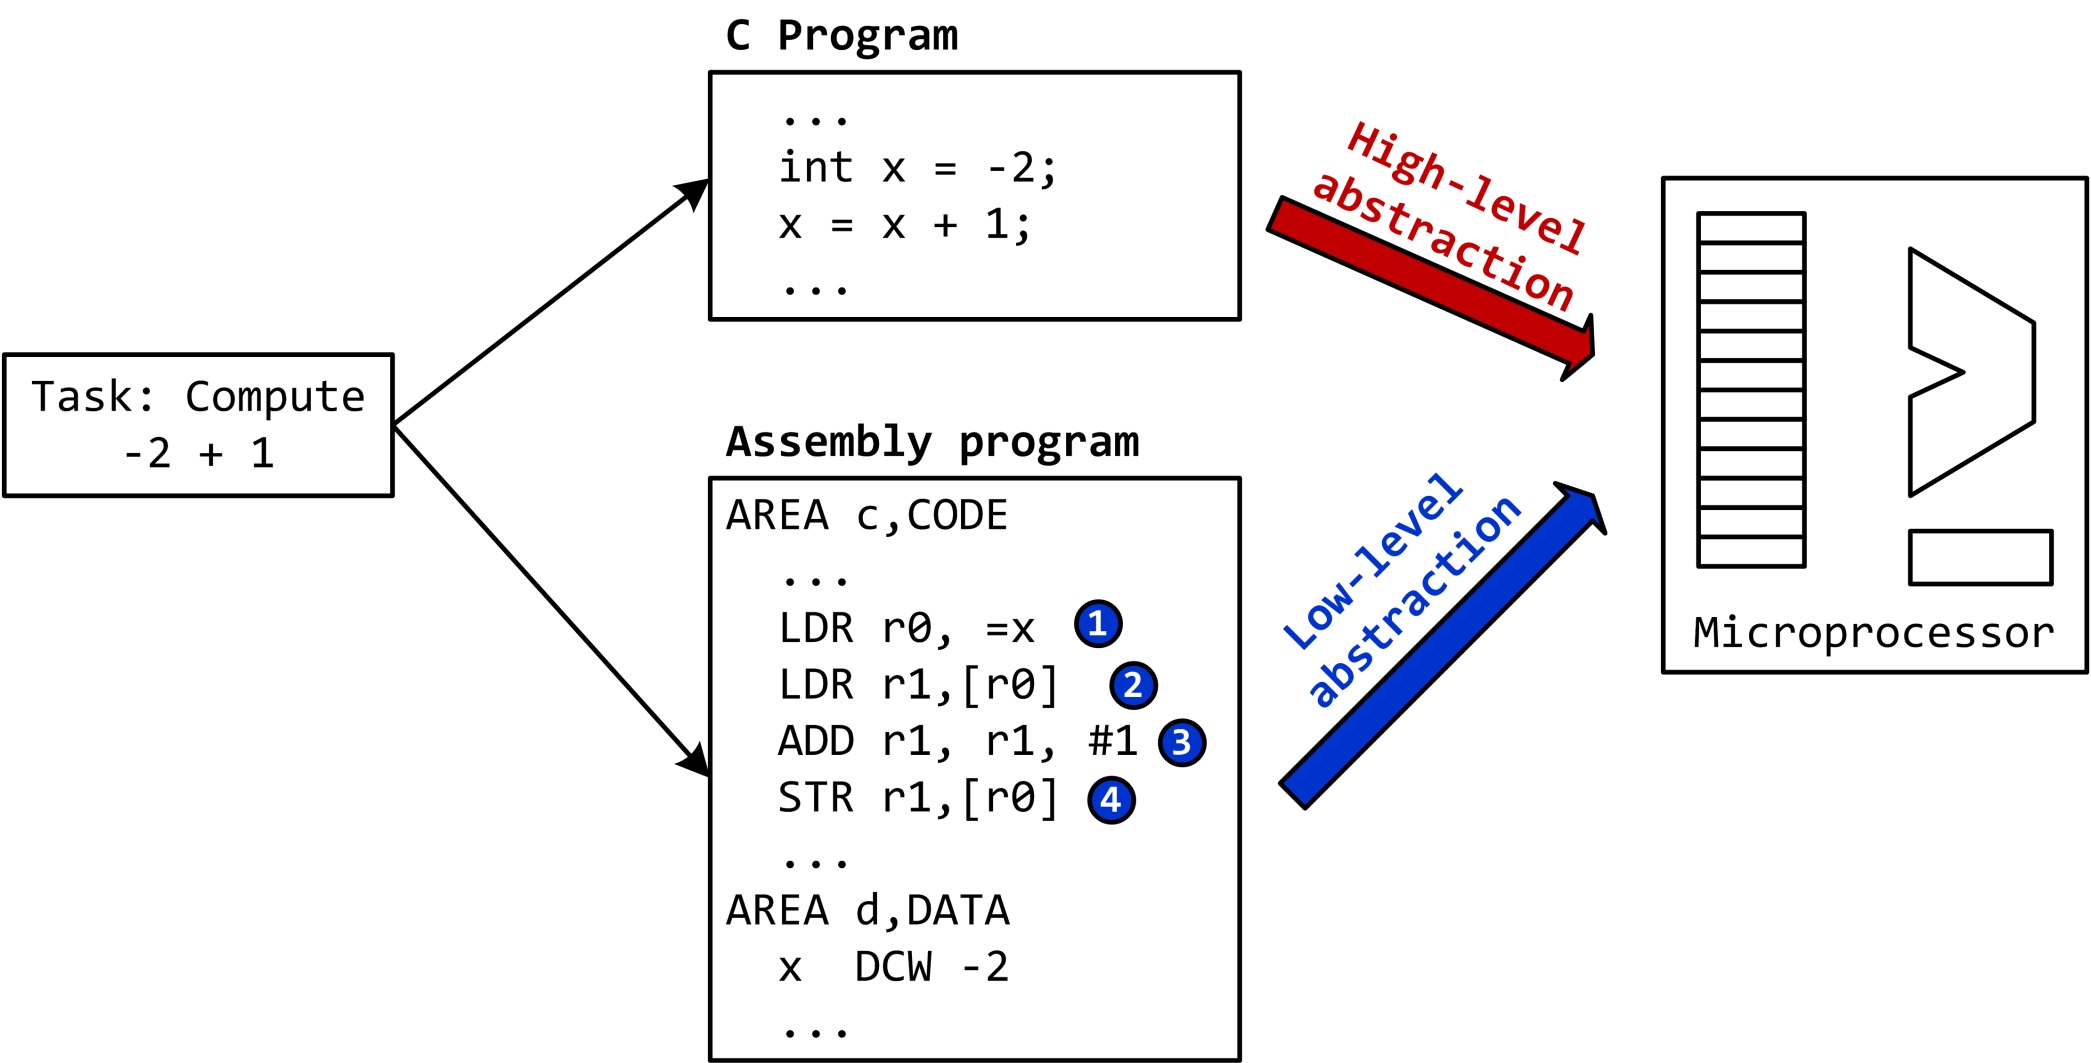 C Program
...
int x = -2;
x = x + 1;
...
High-level
abstraction
Task: Compute
-2 + 1
Assembly program
AREA c,CODE
...
LDR r0, =x 1
LDR r1,[r0] 2
ADD r1, r1, #1 3
STR r1,[r0] 4
...
AREA d,DATA
x DCW -2
...
Low-level
abstraction
Microprocessor